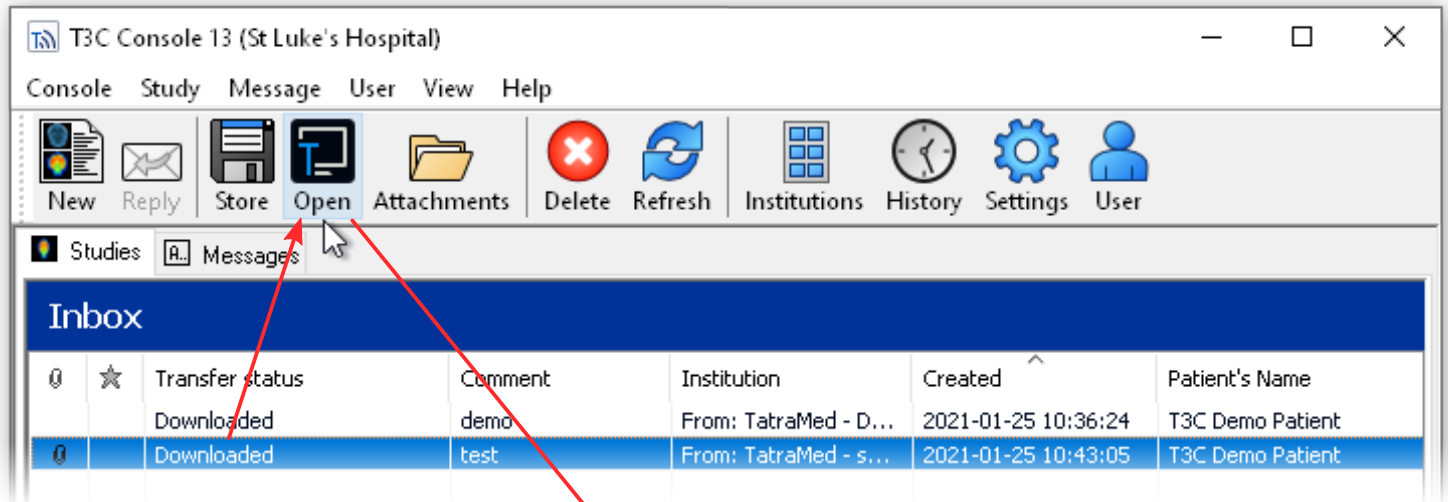 T3C Console 13 (St Luke's Hospital)
Console Study Message User View Help
New Reply Store Open Attachments Delete Refresh Institutions History Settings User
Studies A.. Messages
Inbox
Transfer status Comment Institution Created Patient's Name
Downloaded demo From: TatraMed - D... 2021-01-25 10:36:24 T3C Demo Patient
Downloaded test From: TatraMed - s... 2021-01-25 10:43:05 T3C Demo Patient